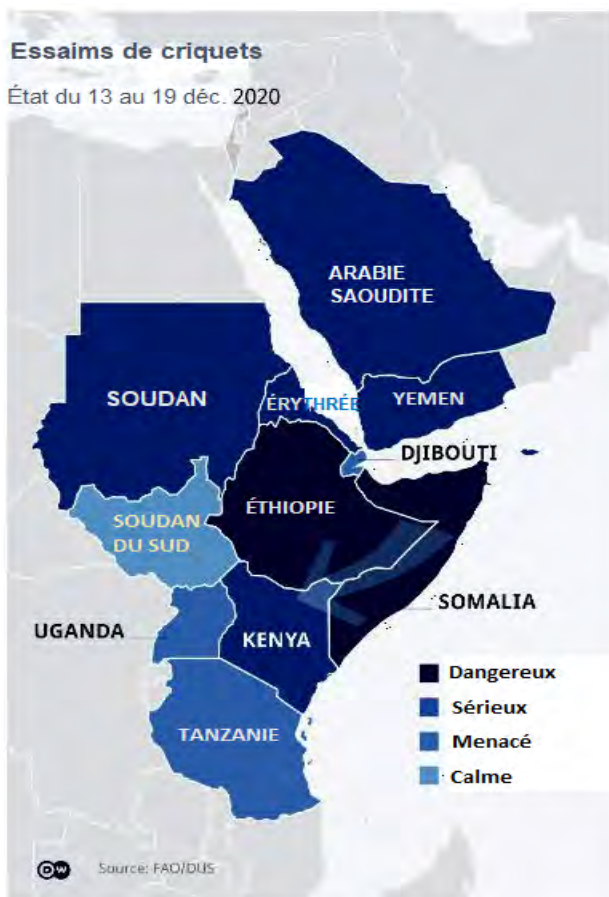 Essaims de criquets
État du 13 au 19 déc. 2020
ARABIE
SAOUDITE
SOUDAN
ÉRYTHRÉE
YEMEN
DJIBOUTI
ÉTHIOPIE
SOUDAN
DU SUD
SOMALIA
UGANDA
KENYA
Dangereux
Sérieux
TANZANIE
Menacé
Calme
DW Source: FAO/DLIS